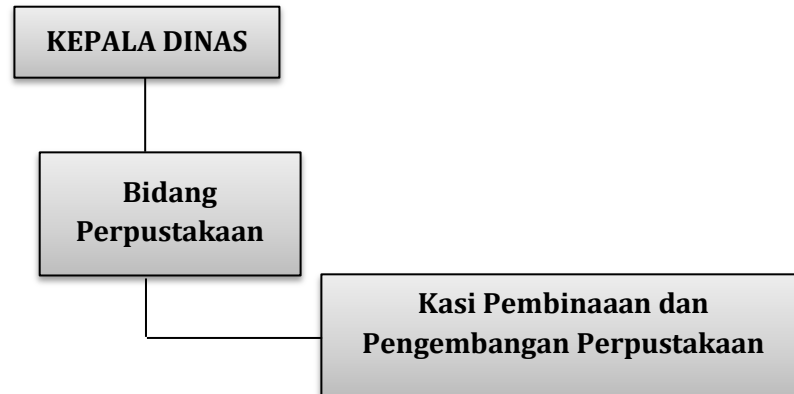 KEPALA DINAS
Bidang
Perpustakaan
Kasi Pembinaaan dan
Pengembangan Perpustakaan